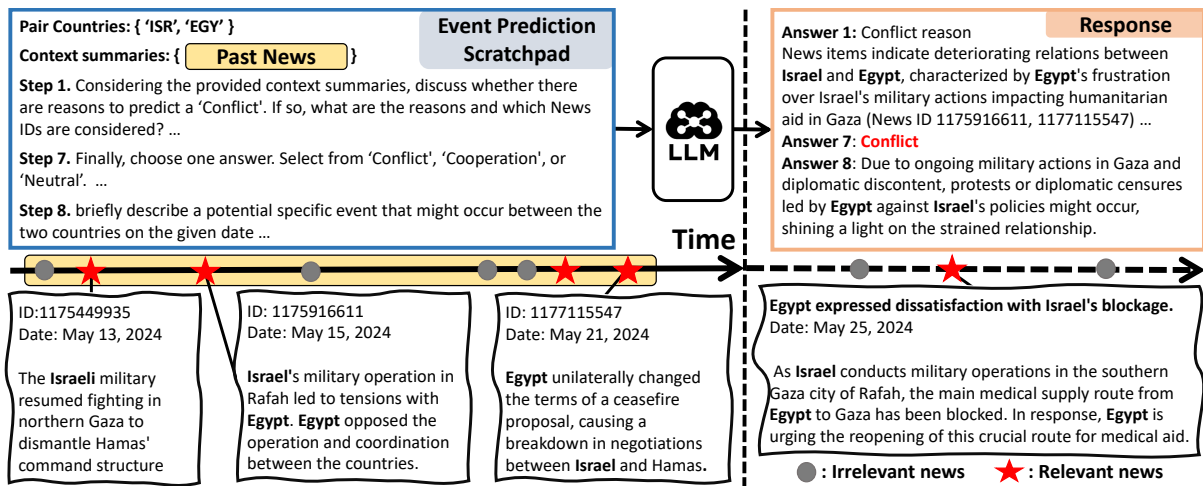 Pair Countries: { ‘ISR’, ‘EGY’ }
Context summaries: { Past News }
Event Prediction
Scratchpad
Step 1. Considering the provided context summaries, discuss whether there
are reasons to predict a ‘Conflict'. If so, what are the reasons and which News
IDs are considered? …
Step 7. Finally, choose one answer. Select from ‘Conflict', ‘Cooperation', or
‘Neutral’. …
Step 8. briefly describe a potential specific event that might occur between the
two countries on the given date …
LLM
Response
Answer 1: Conflict reason
News items indicate deteriorating relations between
Israel and Egypt, characterized by Egypt's frustration
over Israel's military actions impacting humanitarian
aid in Gaza (News ID 1175916611, 1177115547) …
Answer 7: Conflict
Answer 8: Due to ongoing military actions in Gaza and
diplomatic discontent, protests or diplomatic censures
led by Egypt against Israel's policies might occur,
shining a light on the strained relationship.
Time
ID:1175449935
Date: May 13, 2024
The Israeli military
resumed fighting in
northern Gaza to
dismantle Hamas'
command structure
ID: 1175916611
Date: May 15, 2024
Israel's military operation in
Rafah led to tensions with
Egypt. Egypt opposed the
operation and coordination
between the countries.
ID: 1177115547
Date: May 21, 2024
Egypt unilaterally changed
the terms of a ceasefire
proposal, causing a
breakdown in negotiations
between Israel and Hamas.
Egypt expressed dissatisfaction with Israel's blockage.
Date: May 25, 2024
As Israel conducts military operations in the southern
Gaza city of Rafah, the main medical supply route from
Egypt to Gaza has been blocked. In response, Egypt is
urging the reopening of this crucial route for medical aid.
: Irrelevant news
: Relevant news